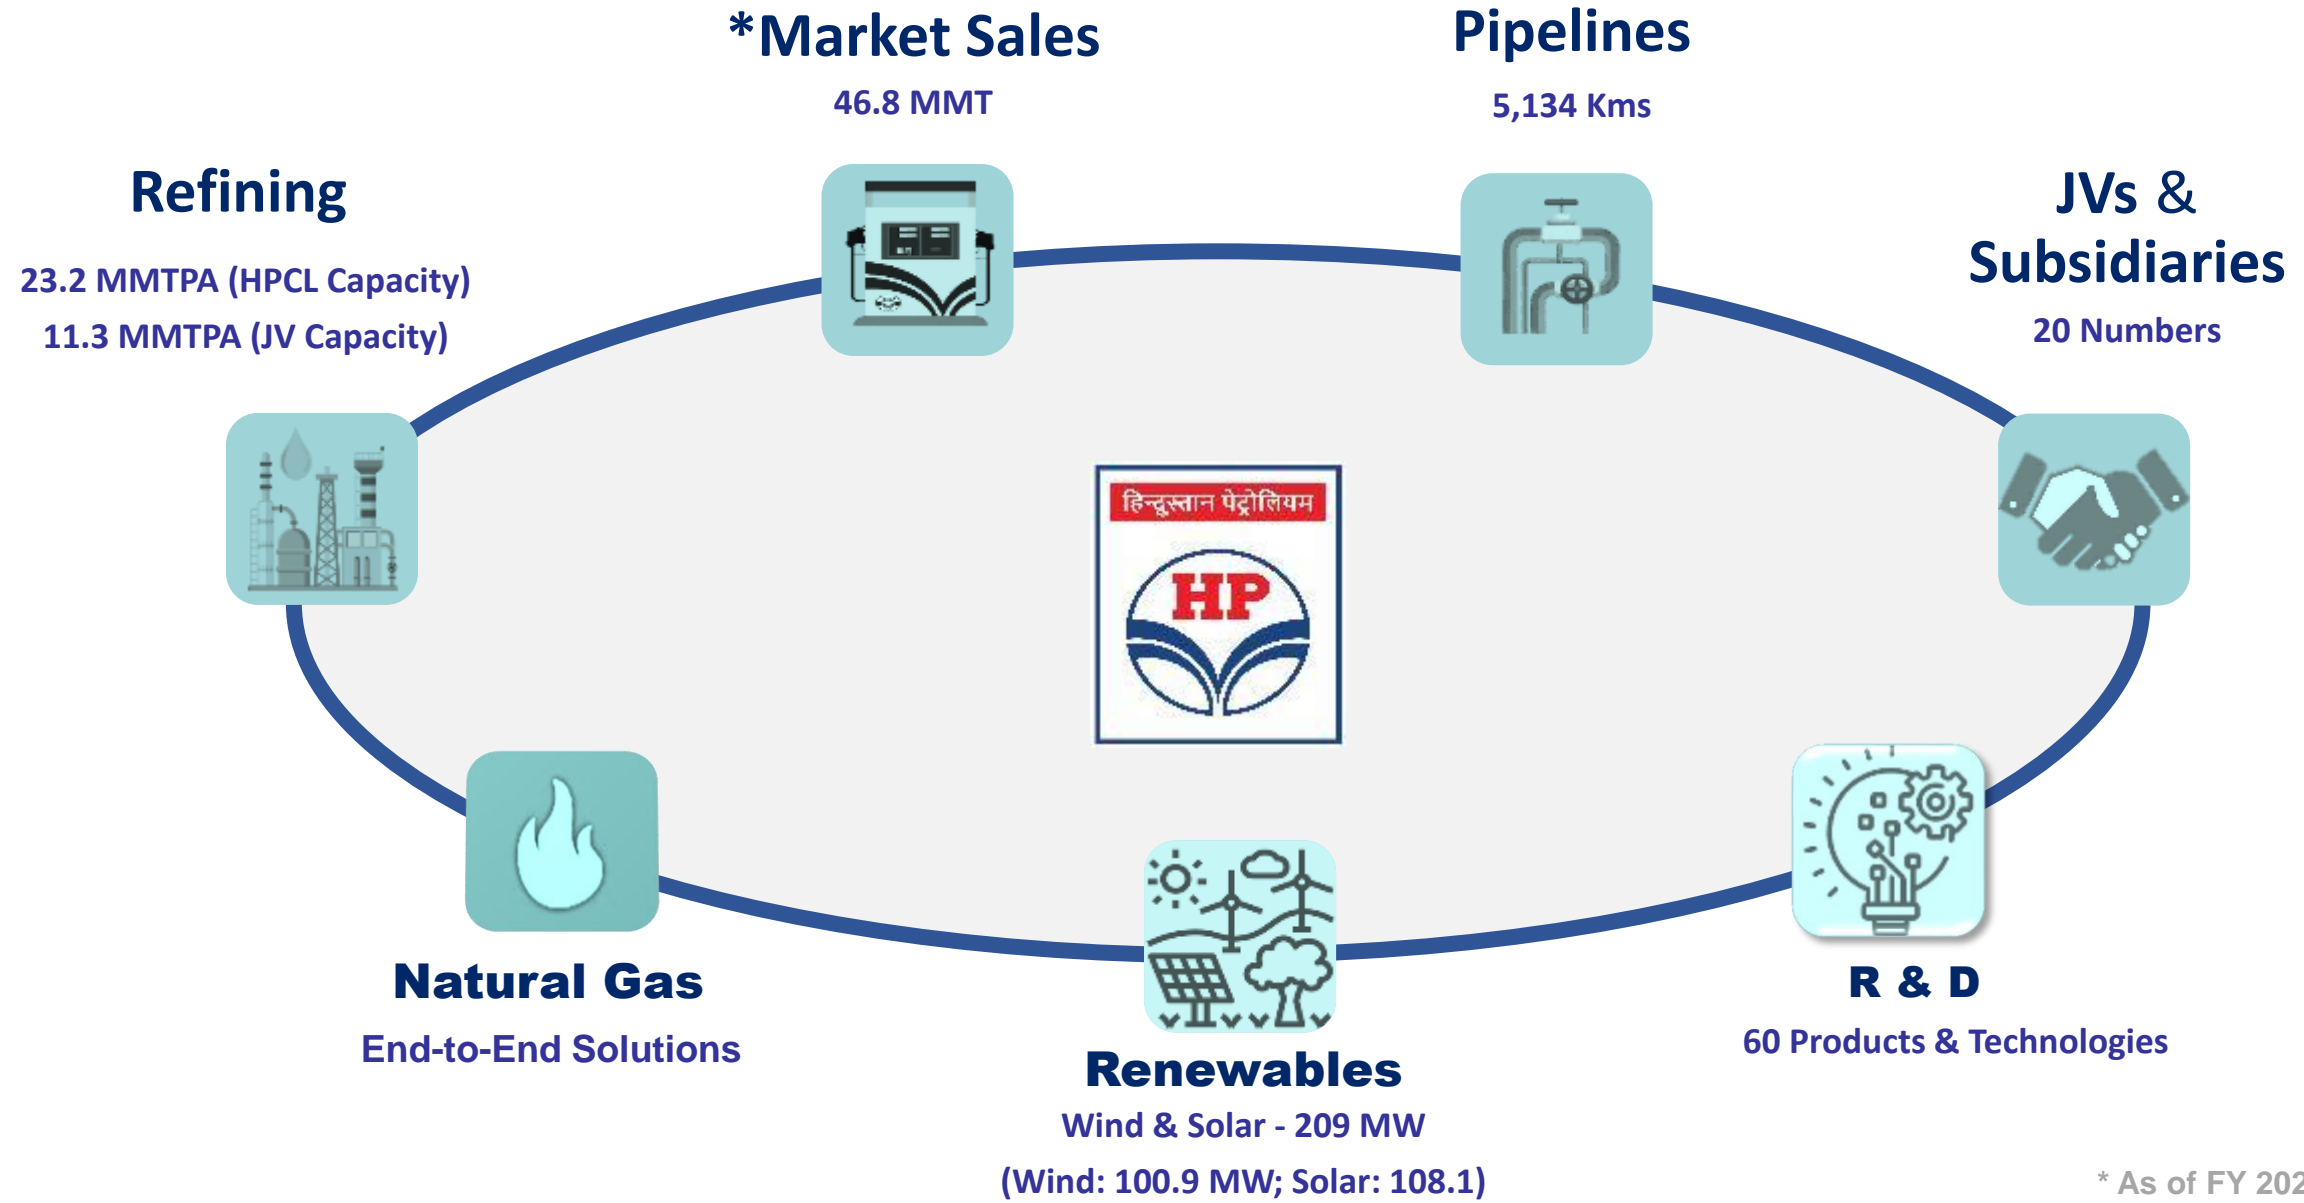 *Market Sales
46.8 MMT
Pipelines
5,134 Kms
Refining
23.2 MMTPA (HPCL Capacity)
11.3 MMTPA (JV Capacity)
JVs &
Subsidiaries
20 Numbers
हिन्दुस्तान पेट्रोलियम
HP
Natural Gas
End-to-End Solutions
Renewables
Wind & Solar - 209 MW
(Wind: 100.9 MW; Solar: 108.1)
R & D
60 Products & Technologies
* As of FY 202